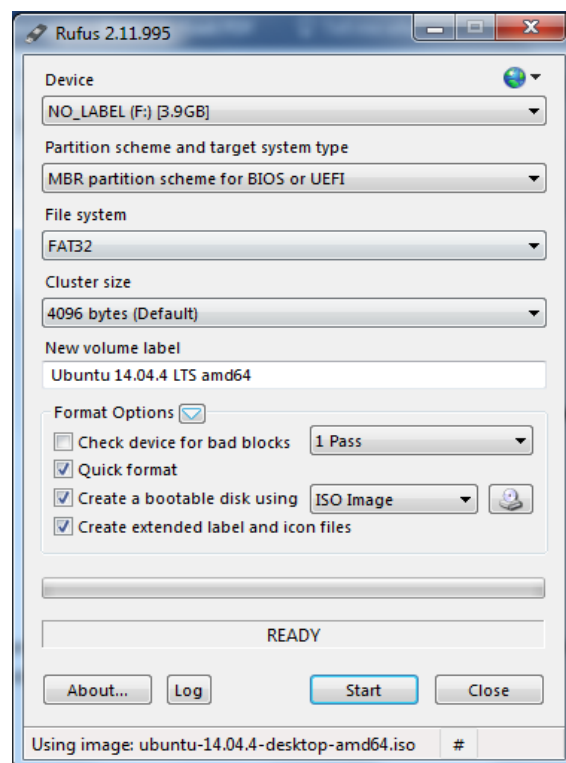 Rufus 2.11.995
Device
NO_LABEL (F:) [3.9GB]
Partition scheme and target system type
MBR partition scheme for BIOS or UEFI
File system
FAT32
Cluster size
4096 bytes (Default)
New volume label
Ubuntu 14.04.4 LTS amd64
Format Options
Check device for bad blocks 1 Pass
Quick format
Create a bootable disk using ISO Image
Create extended label and icon files
READY
About... Log Start Close
Using image: ubuntu-14.04.4-desktop-amd64.iso #